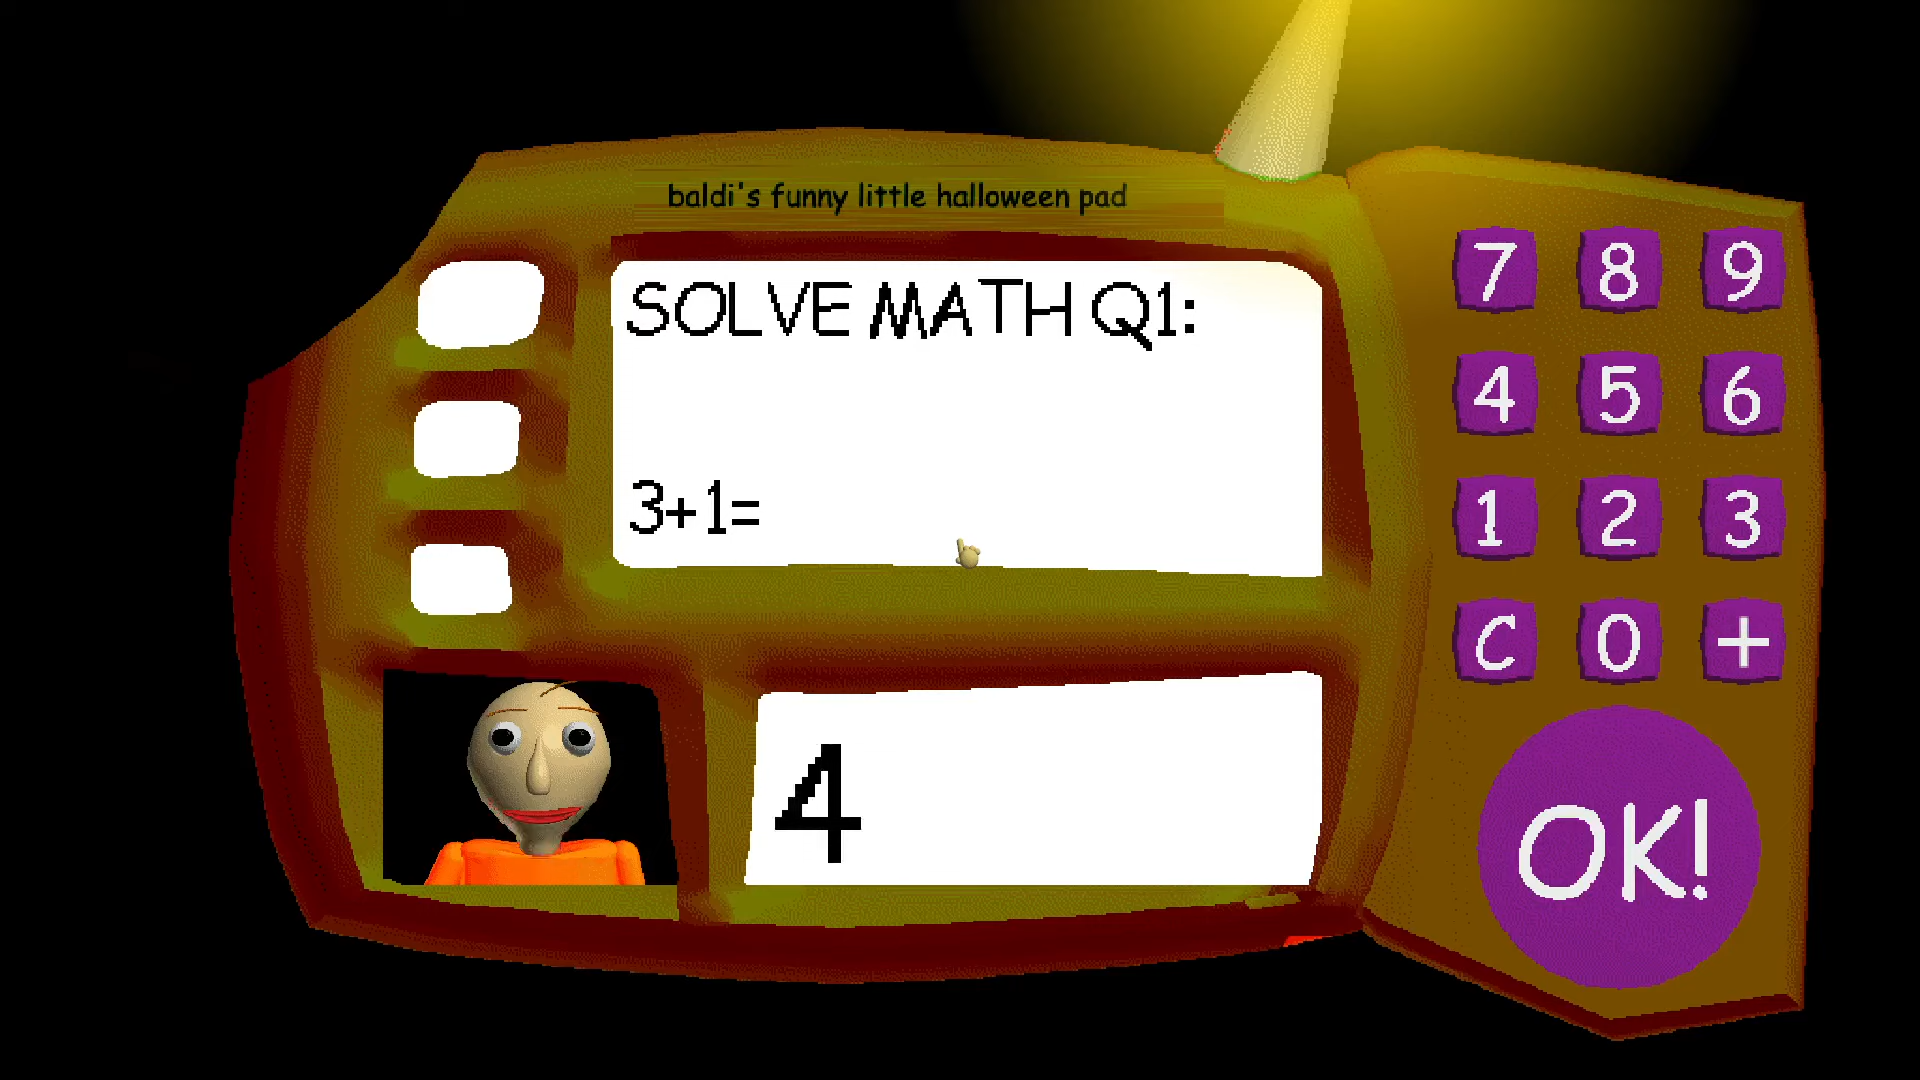 baldi's funny little halloween pad
SOLVE MATH Q1:
3+1=
4
7 8 9
4 5 6
1 2 3
C 0 +
OK!